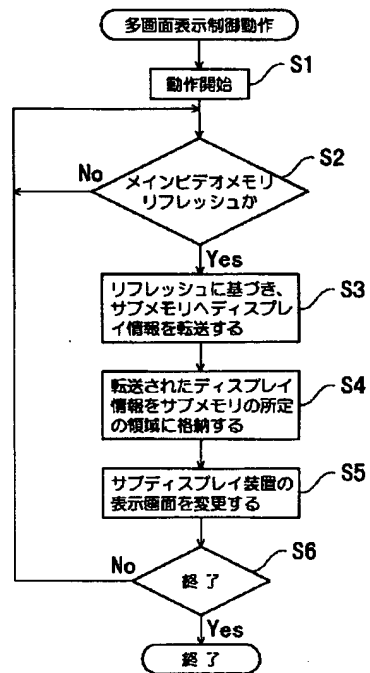 多画面表示制御動作
動作開始
S1
メインビデオメモリ
リフレッシュか
S2
No
Yes
リフレッシュに基づき、
サブメモリへディスプレ
イ情報を転送する
S3
転送されたディスプレイ
情報をサブメモリの所定
の領域に格納する
S4
サブディスプレイ装置の
表示画面を変更する
S5
終 了
S6
No
Yes
終 了